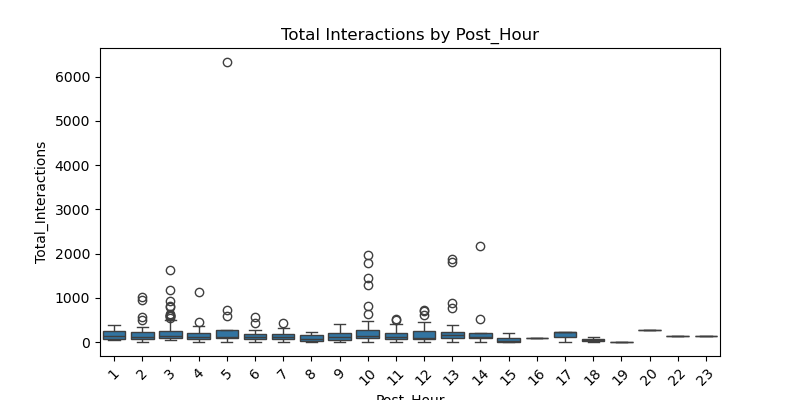 Total Interactions by Post_Hour
Total_Interactions
6000
5000
4000
3000
2000
1000
0
1 2 3 4 5 6 7 8 9 10 11 12 13 14 15 16 17 18 19 20 22 23
Post_Hour